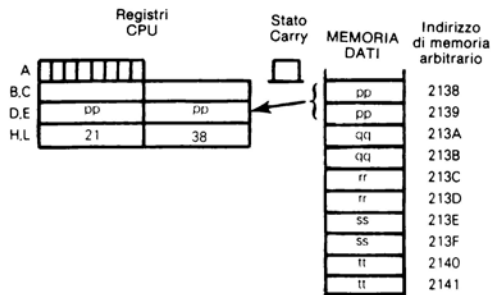 Registri
CPU
Stato
Carry
MEMORIA
DATI
Indirizzo
di memoria
arbitrario
A
B,C
D,E pp pp
H,L 21 38
pp 2138
pp 2139
qq 213A
qq 213B
rr 213C
rr 213D
ss 213E
ss 213F
tt 2140
tt 2141